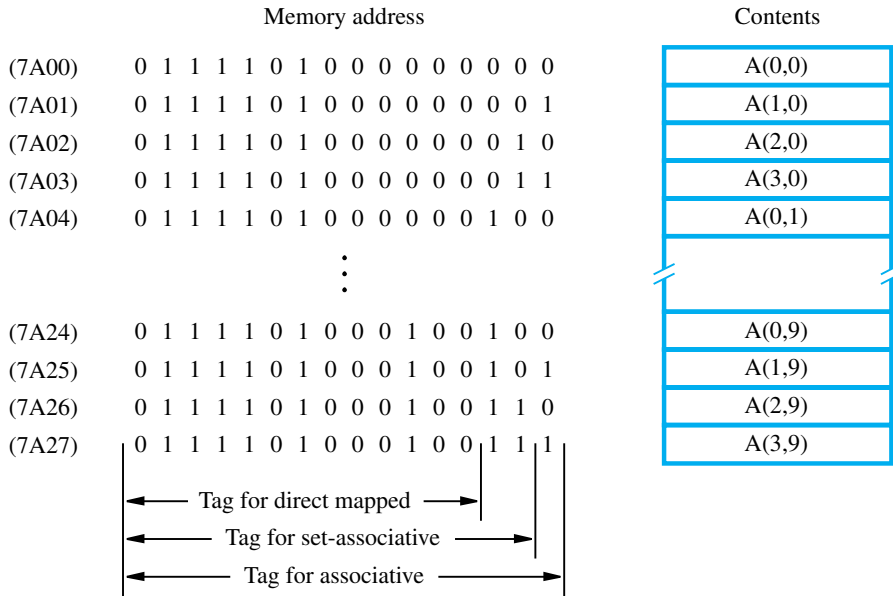 Memory address Contents
(7A00) 0 1 1 1 1 0 1 0 0 0 0 0 0 0 0 0 A(0,0)
(7A01) 0 1 1 1 1 0 1 0 0 0 0 0 0 0 0 1 A(1,0)
(7A02) 0 1 1 1 1 0 1 0 0 0 0 0 0 0 1 0 A(2,0)
(7A03) 0 1 1 1 1 0 1 0 0 0 0 0 0 0 1 1 A(3,0)
(7A04) 0 1 1 1 1 0 1 0 0 0 0 0 0 1 0 0 A(0,1)
(7A24) 0 1 1 1 1 0 1 0 0 0 1 0 0 1 0 0 A(0,9)
(7A25) 0 1 1 1 1 0 1 0 0 0 1 0 0 1 0 1 A(1,9)
(7A26) 0 1 1 1 1 0 1 0 0 0 1 0 0 1 1 0 A(2,9)
(7A27) 0 1 1 1 1 0 1 0 0 0 1 0 0 1 1 1 A(3,9)
Tag for direct mapped
Tag for set-associative
Tag for associative